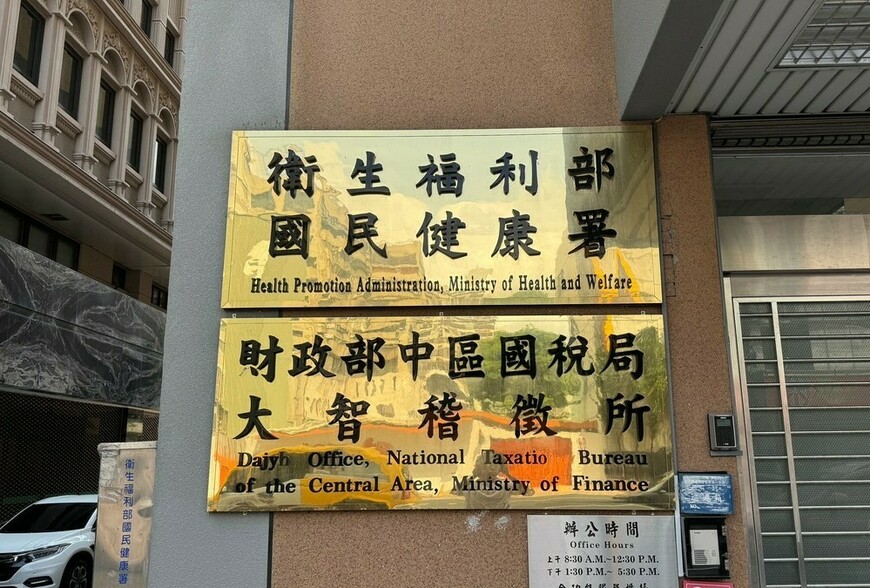 衛生福利部
國民健康署
Health Promotion Administration, Ministry of Health and Welfare
財政部中區國稅局
大智稽徵所
Dajyh Office, National Taxatio Bureau
of the Central Area, Ministry of Finance
衛生福利部國民健康署
辦公時間
Office Hours
上午 8:30 A.M.~12:30 P.M.
下午 1:30 P.M.~ 5:30 P.M.